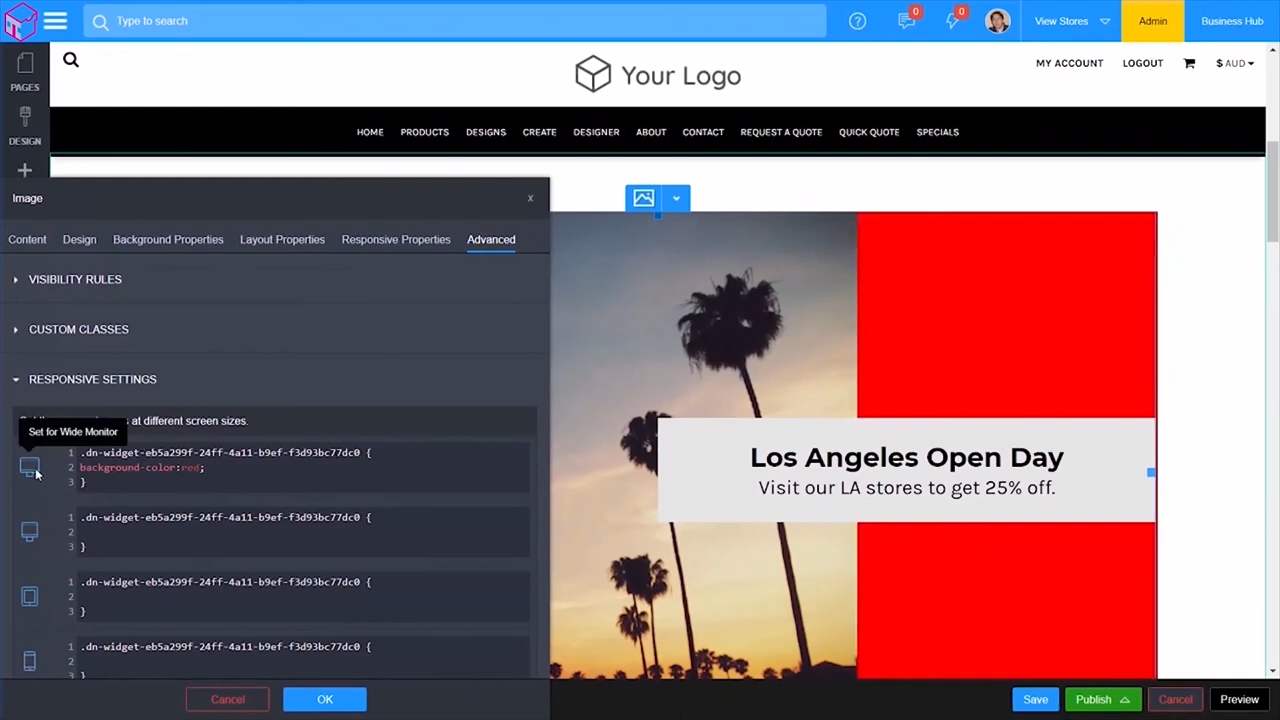 Type to search
0
0
View Stores
Admin
Business Hub
PAGES
DESIGN
Your Logo
MY ACCOUNT
LOGOUT
$ AUD
HOME
PRODUCTS
DESIGNS
CREATE
DESIGNER
ABOUT
CONTACT
REQUEST A QUOTE
QUICK QUOTE
SPECIALS
Image
x
Content
Design
Background Properties
Layout Properties
Responsive Properties
Advanced
VISIBILITY RULES
CUSTOM CLASSES
RESPONSIVE SETTINGS
at different screen sizes.
Set for Wide Monitor
1 .dn-widget-eb5a299f-24ff-4a11-b9ef-f3d93bc77dc0 {
2 background-color:red;
3 }
1 .dn-widget-eb5a299f-24ff-4a11-b9ef-f3d93bc77dc0 {
2
3 }
1 .dn-widget-eb5a299f-24ff-4a11-b9ef-f3d93bc77dc0 {
2
3 }
1 .dn-widget-eb5a299f-24ff-4a11-b9ef-f3d93bc77dc0 {
2
3 }
Los Angeles Open Day
Visit our LA stores to get 25% off.
Cancel
OK
Save
Publish
Cancel
Preview